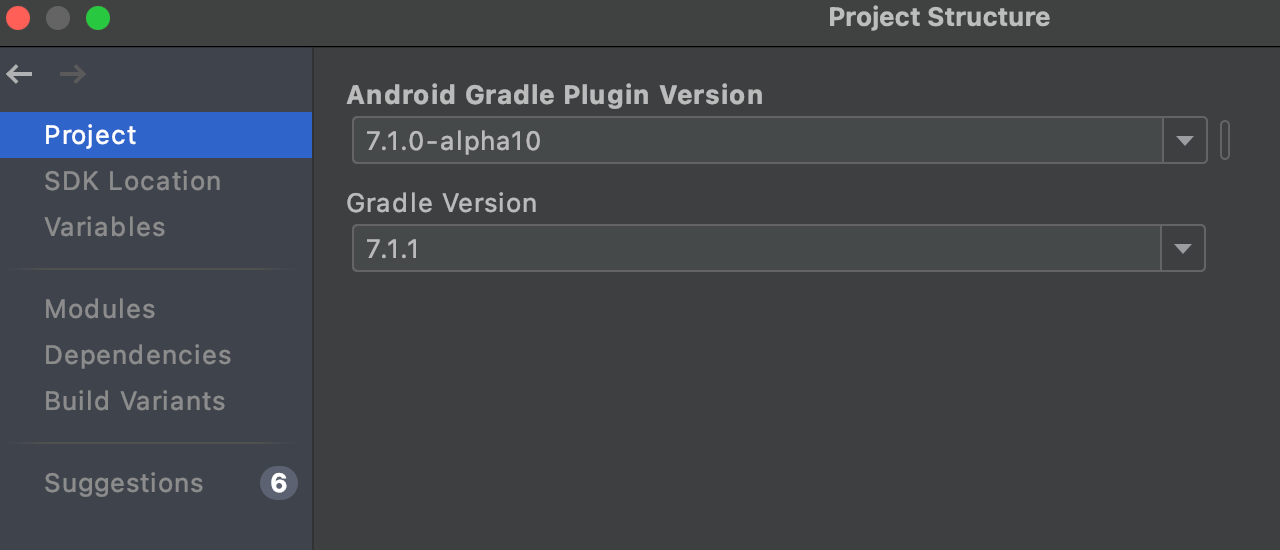 Project Structure
Project
SDK Location
Variables
Modules
Dependencies
Build Variants
Suggestions 6
Android Gradle Plugin Version
7.1.0-alpha10
Gradle Version
7.1.1